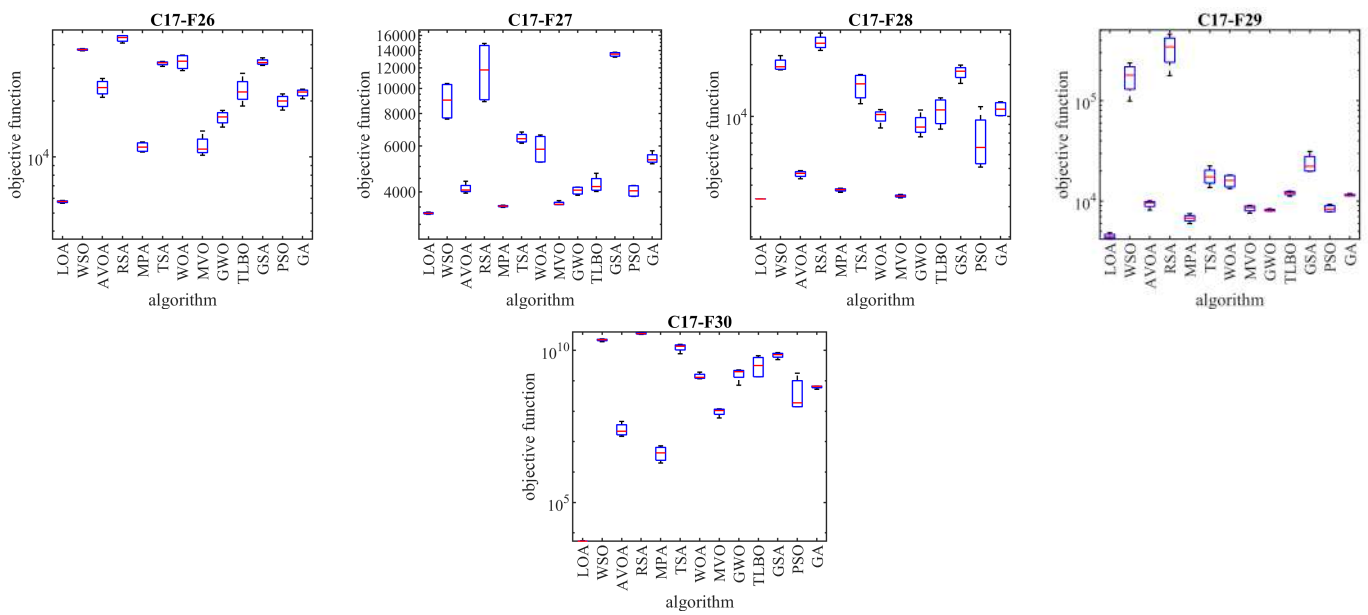 C17-F26
objective function
10^4
LOA
WSO
AVOA
RSA
MPA
TSA
WOA
MVO
GWO
TLBO
GSA
PSO
GA
algorithm
C17-F27
objective function
16000
14000
12000
10000
8000
6000
4000
LOA
WSO
AVOA
RSA
MPA
TSA
WOA
MVO
GWO
TLBO
GSA
PSO
GA
algorithm
C17-F28
objective function
10^4
LOA
WSO
AVOA
RSA
MPA
TSA
WOA
MVO
GWO
TLBO
GSA
PSO
GA
algorithm
C17-F29
objective function
10^5
10^4
LOA
WSO
AVOA
RSA
MPA
TSA
WOA
MVO
GWO
TLBO
GSA
PSO
GA
algorithm
C17-F30
objective function
10^10
10^5
LOA
WSO
AVOA
RSA
MPA
TSA
WOA
MVO
GWO
TLBO
GSA
PSO
GA
algorithm